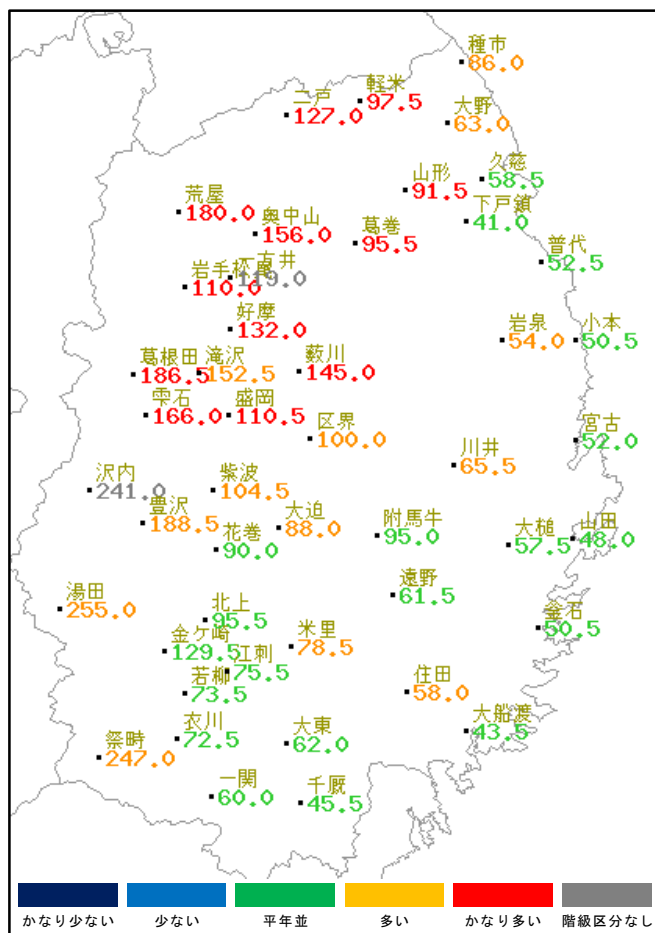 種市
86.0
軽米
97.5
二戸
127.0
大野
63.0
久慈
58.5
山形
91.5
荒屋
180.0
下戸鎖
41.0
奥中山
156.0
葛巻
95.5
普代
52.5
一方井
119.0
岩手松尾
110.0
好摩
132.0
岩泉
54.0
小本
50.5
葛根田
186.5
滝沢
152.5
薮川
145.0
雫石
166.0
盛岡
110.5
区界
100.0
宮古
52.0
川井
65.5
沢内
241.0
紫波
104.5
豊沢
188.5
大迫
88.0
附馬牛
95.0
山田
48.0
大槌
57.5
花巻
90.0
湯田
255.0
遠野
61.5
北上
95.5
釜石
50.5
金ケ崎
129.5
米里
78.5
江刺
75.5
若柳
73.5
住田
58.0
衣川
72.5
大東
62.0
大船渡
43.5
祭畤
247.0
一関
60.0
千厩
45.5
かなり少ない 少ない 平年並 多い かなり多い 階級区分なし